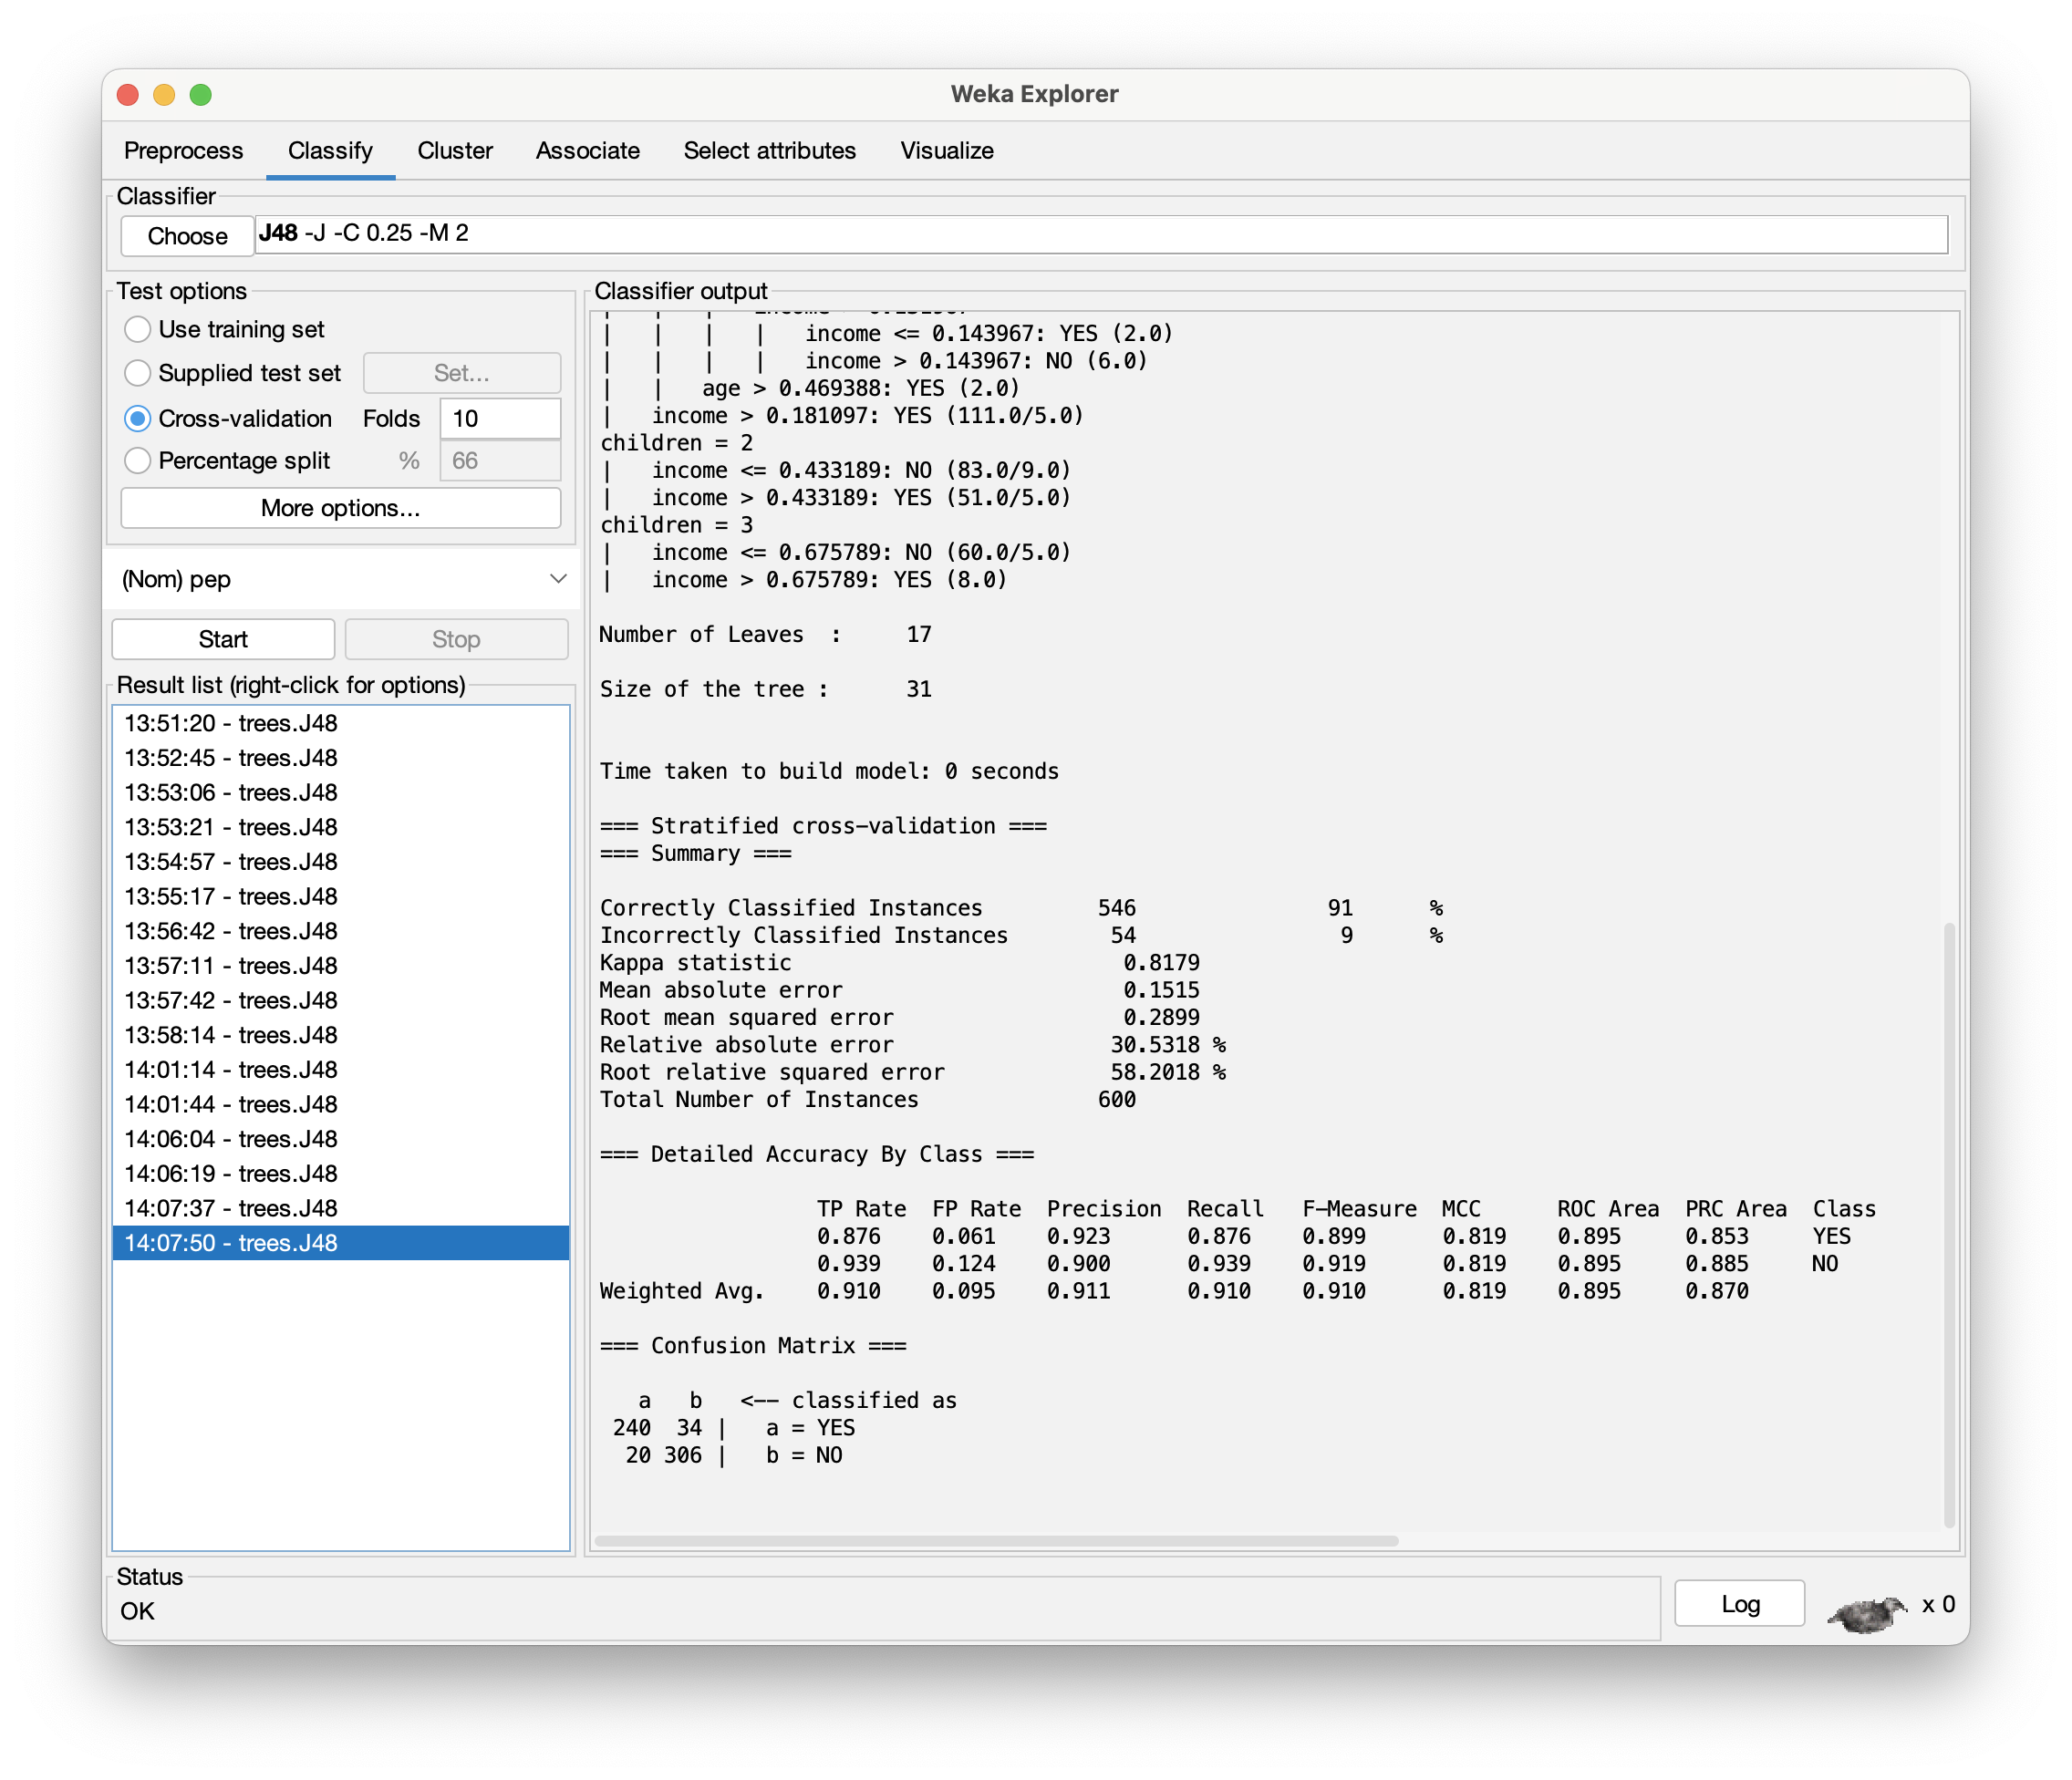 Weka Explorer
Preprocess Classify Cluster Associate Select attributes Visualize
Classifier
Choose J48 -J -C 0.25 -M 2
Test options
Use training set
Supplied test set Set...
Cross-validation Folds 10
Percentage split % 66
More options...
(Nom) pep
Start Stop
Result list (right-click for options)
13:51:20 - trees.J48
13:52:45 - trees.J48
13:53:06 - trees.J48
13:53:21 - trees.J48
13:54:57 - trees.J48
13:55:17 - trees.J48
13:56:42 - trees.J48
13:57:11 - trees.J48
13:57:42 - trees.J48
13:58:14 - trees.J48
14:01:14 - trees.J48
14:01:44 - trees.J48
14:06:04 - trees.J48
14:06:19 - trees.J48
14:07:37 - trees.J48
14:07:50 - trees.J48
Classifier output
| | | | income <= 0.143967: YES (2.0)
| | | | income > 0.143967: NO (6.0)
| | age > 0.469388: YES (2.0)
| income > 0.181097: YES (111.0/5.0)
children = 2
| income <= 0.433189: NO (83.0/9.0)
| income > 0.433189: YES (51.0/5.0)
children = 3
| income <= 0.675789: NO (60.0/5.0)
| income > 0.675789: YES (8.0)
Number of Leaves : 17
Size of the tree : 31
Time taken to build model: 0 seconds
=== Stratified cross-validation ===
=== Summary ===
Correctly Classified Instances 546 91 %
Incorrectly Classified Instances 54 9 %
Kappa statistic 0.8179
Mean absolute error 0.1515
Root mean squared error 0.2899
Relative absolute error 30.5318 %
Root relative squared error 58.2018 %
Total Number of Instances 600
=== Detailed Accuracy By Class ===
TP Rate FP Rate Precision Recall F-Measure MCC ROC Area PRC Area Class
0.876 0.061 0.923 0.876 0.899 0.819 0.895 0.853 YES
0.939 0.124 0.900 0.939 0.919 0.819 0.895 0.885 NO
Weighted Avg. 0.910 0.095 0.911 0.910 0.910 0.819 0.895 0.870
=== Confusion Matrix ===
a b <-- classified as
240 34 | a = YES
20 306 | b = NO
Status
OK
Log x 0